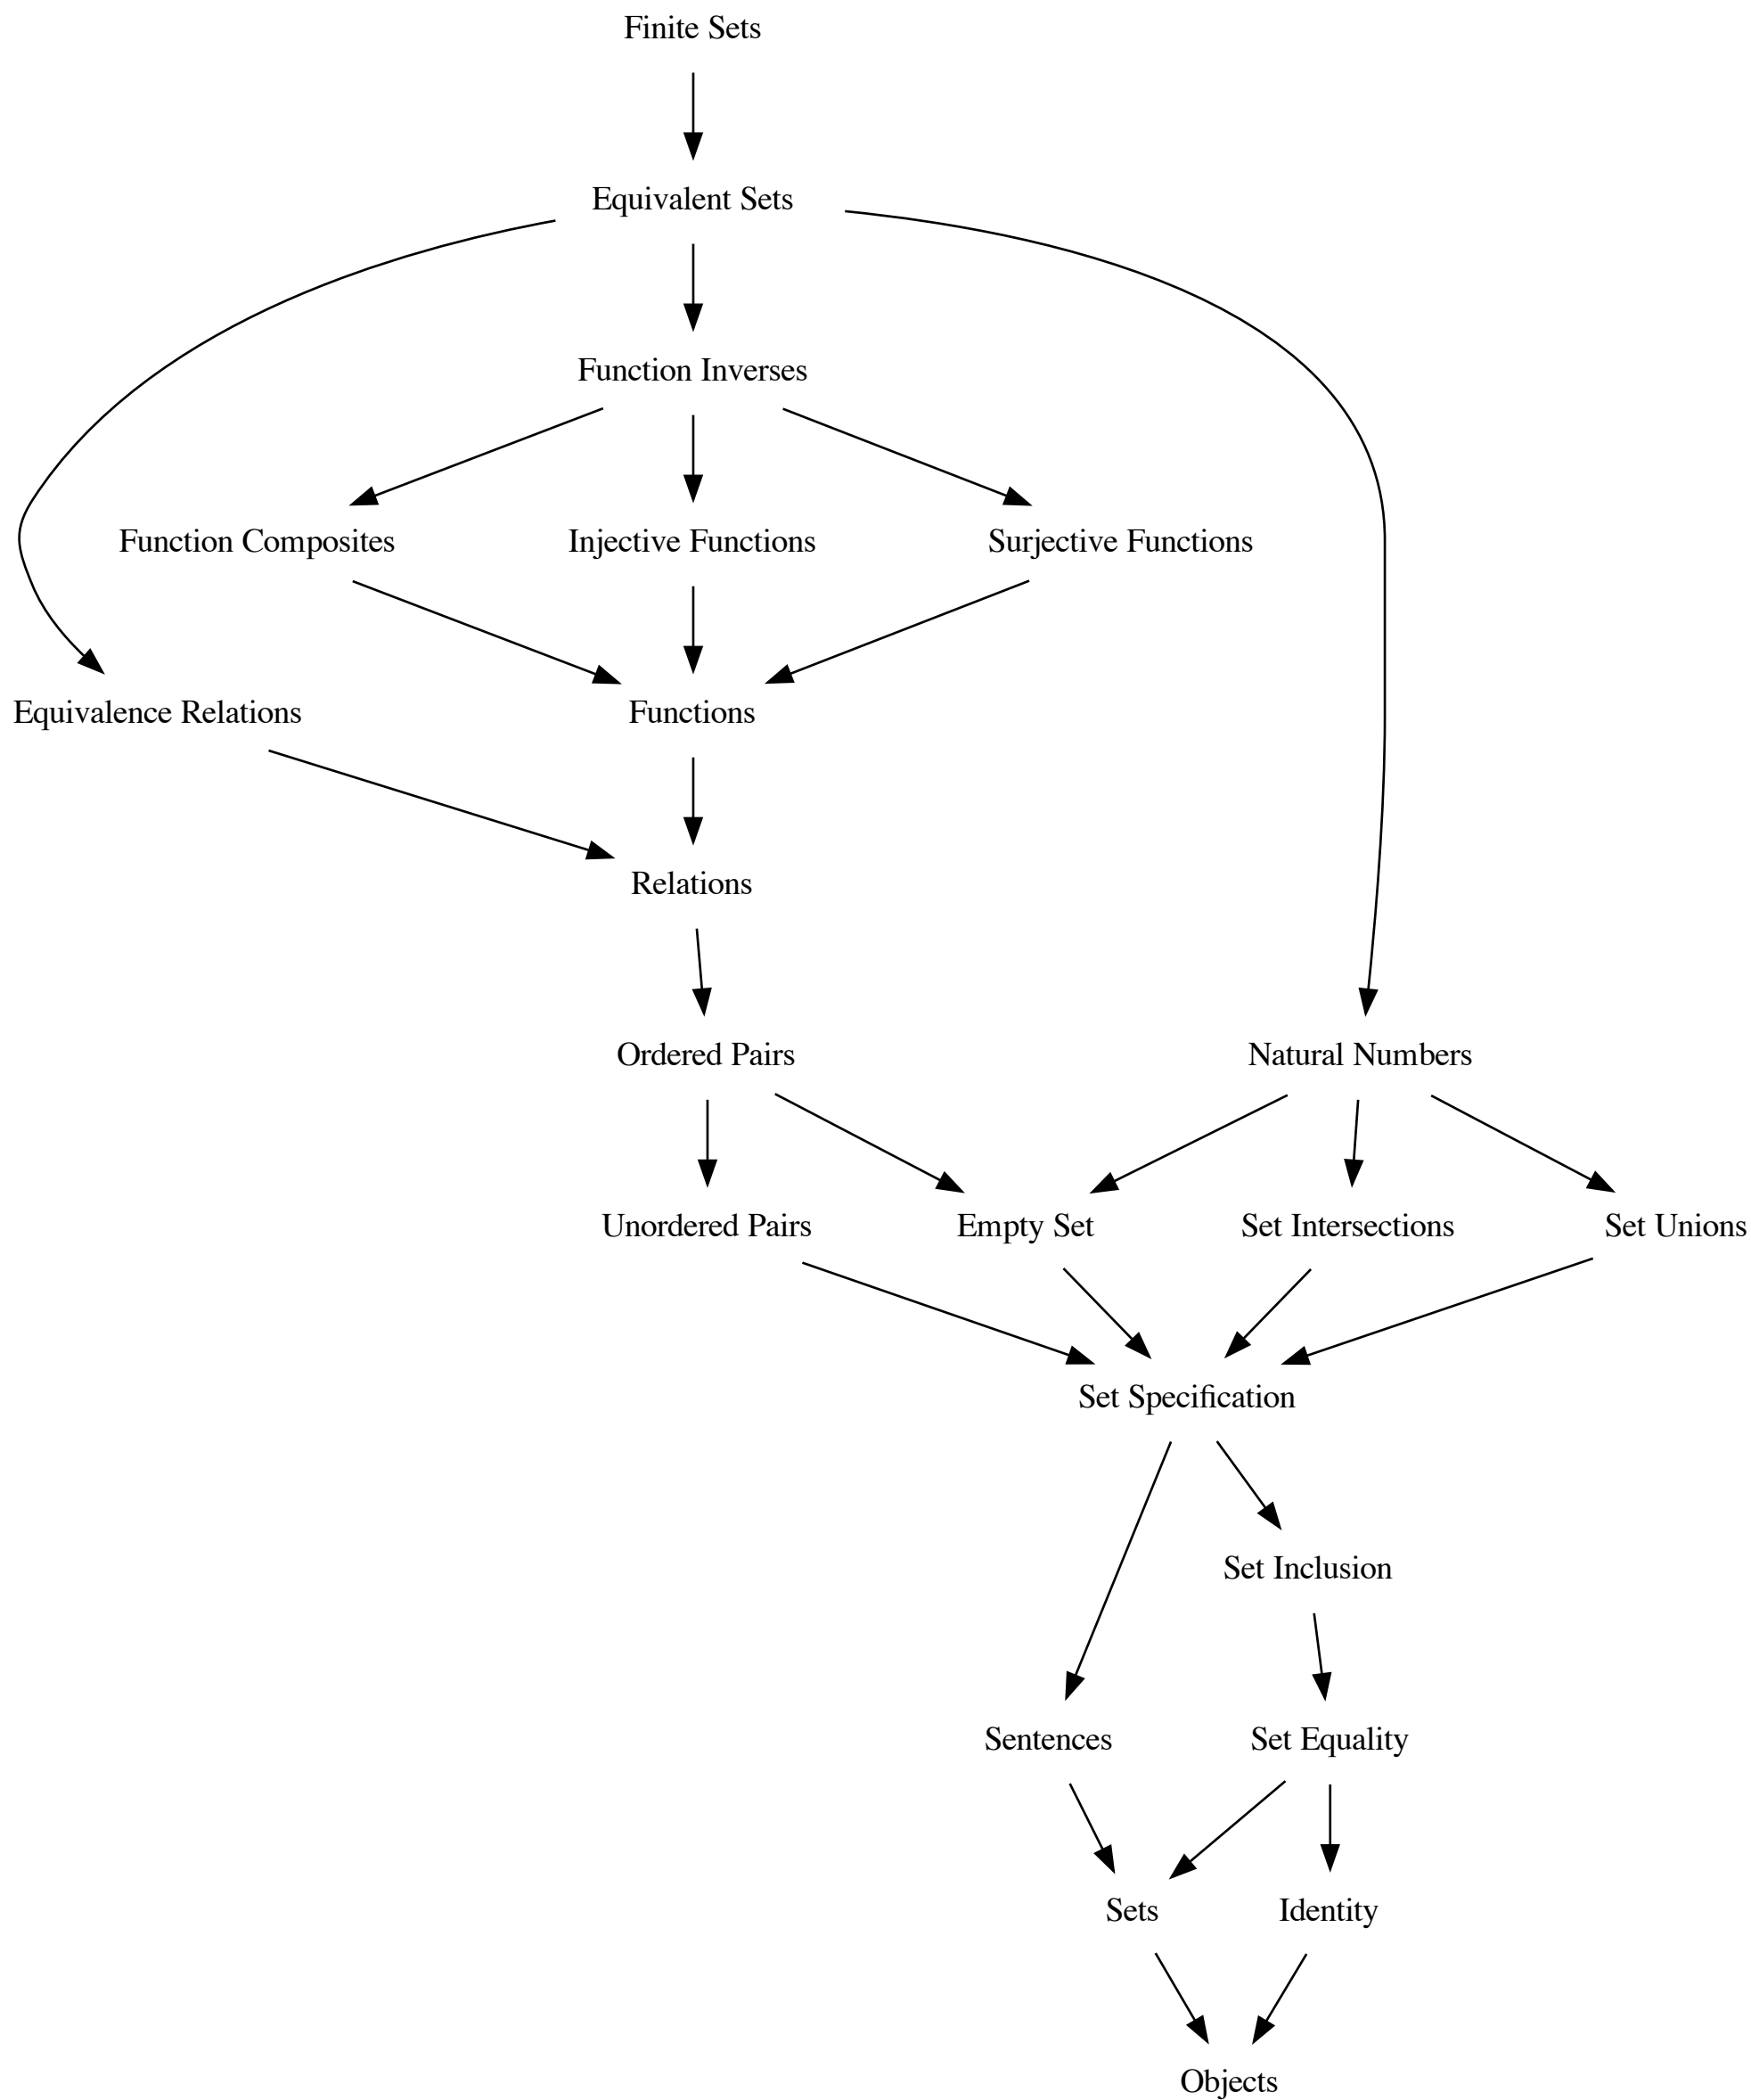 Finite Sets
Equivalent Sets
Function Inverses
Function Composites
Injective Functions
Surjective Functions
Equivalence Relations
Functions
Relations
Ordered Pairs
Natural Numbers
Unordered Pairs
Empty Set
Set Intersections
Set Unions
Set Specification
Set Inclusion
Sentences
Set Equality
Sets
Identity
Objects